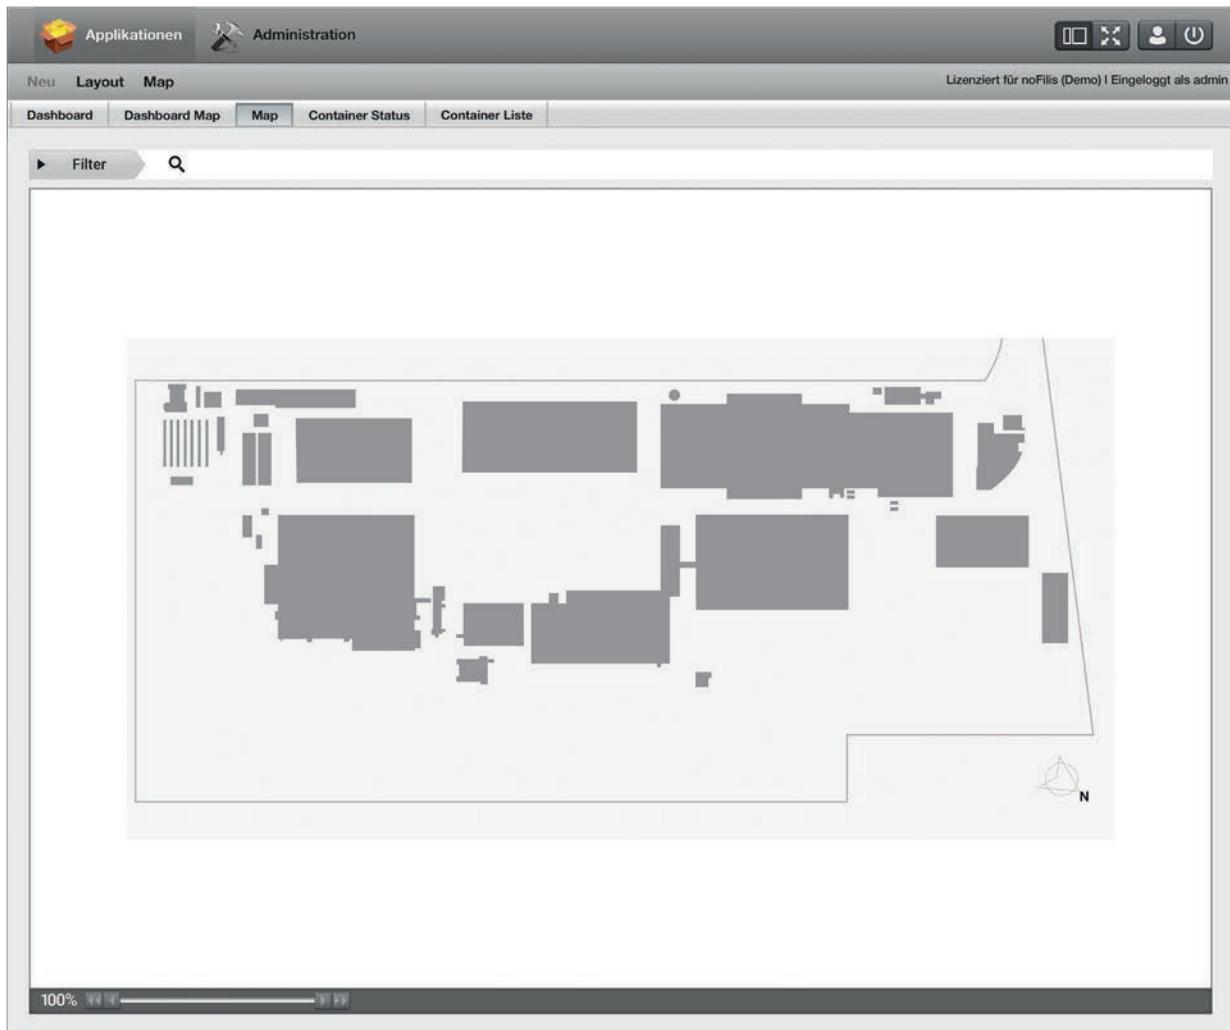 Applikationen Administration
Neu Layout Map Lizenziert für noFilis (Demo) I Eingeloggt als admin
Dashboard Dashboard Map Map Container Status Container Liste
Filter
N
100%